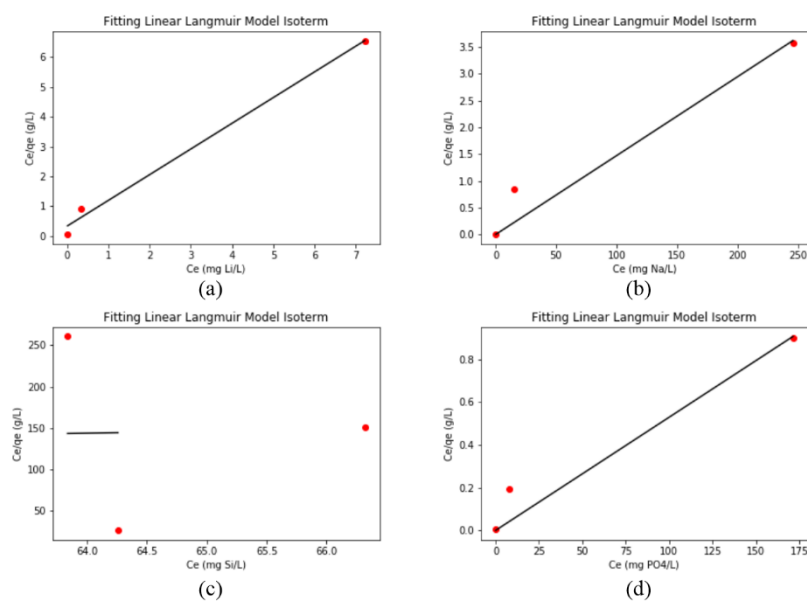 Fitting Linear Langmuir Model Isoterm
Ce/qe (g/L)
6
5
4
3
2
1
0
0 1 2 3 4 5 6 7
Ce (mg Li/L)
(a)
Fitting Linear Langmuir Model Isoterm
Ce/qe (g/L)
3.5
3.0
2.5
2.0
1.5
1.0
0.5
0.0
0 50 100 150 200 250
Ce (mg Na/L)
(b)
Fitting Linear Langmuir Model Isoterm
Ce/qe (g/L)
250
200
150
100
50
64.0 64.5 65.0 65.5 66.0
Ce (mg Si/L)
(c)
Fitting Linear Langmuir Model Isoterm
Ce/qe (g/L)
0.8
0.6
0.4
0.2
0.0
0 25 50 75 100 125 150 175
Ce (mg PO4/L)
(d)